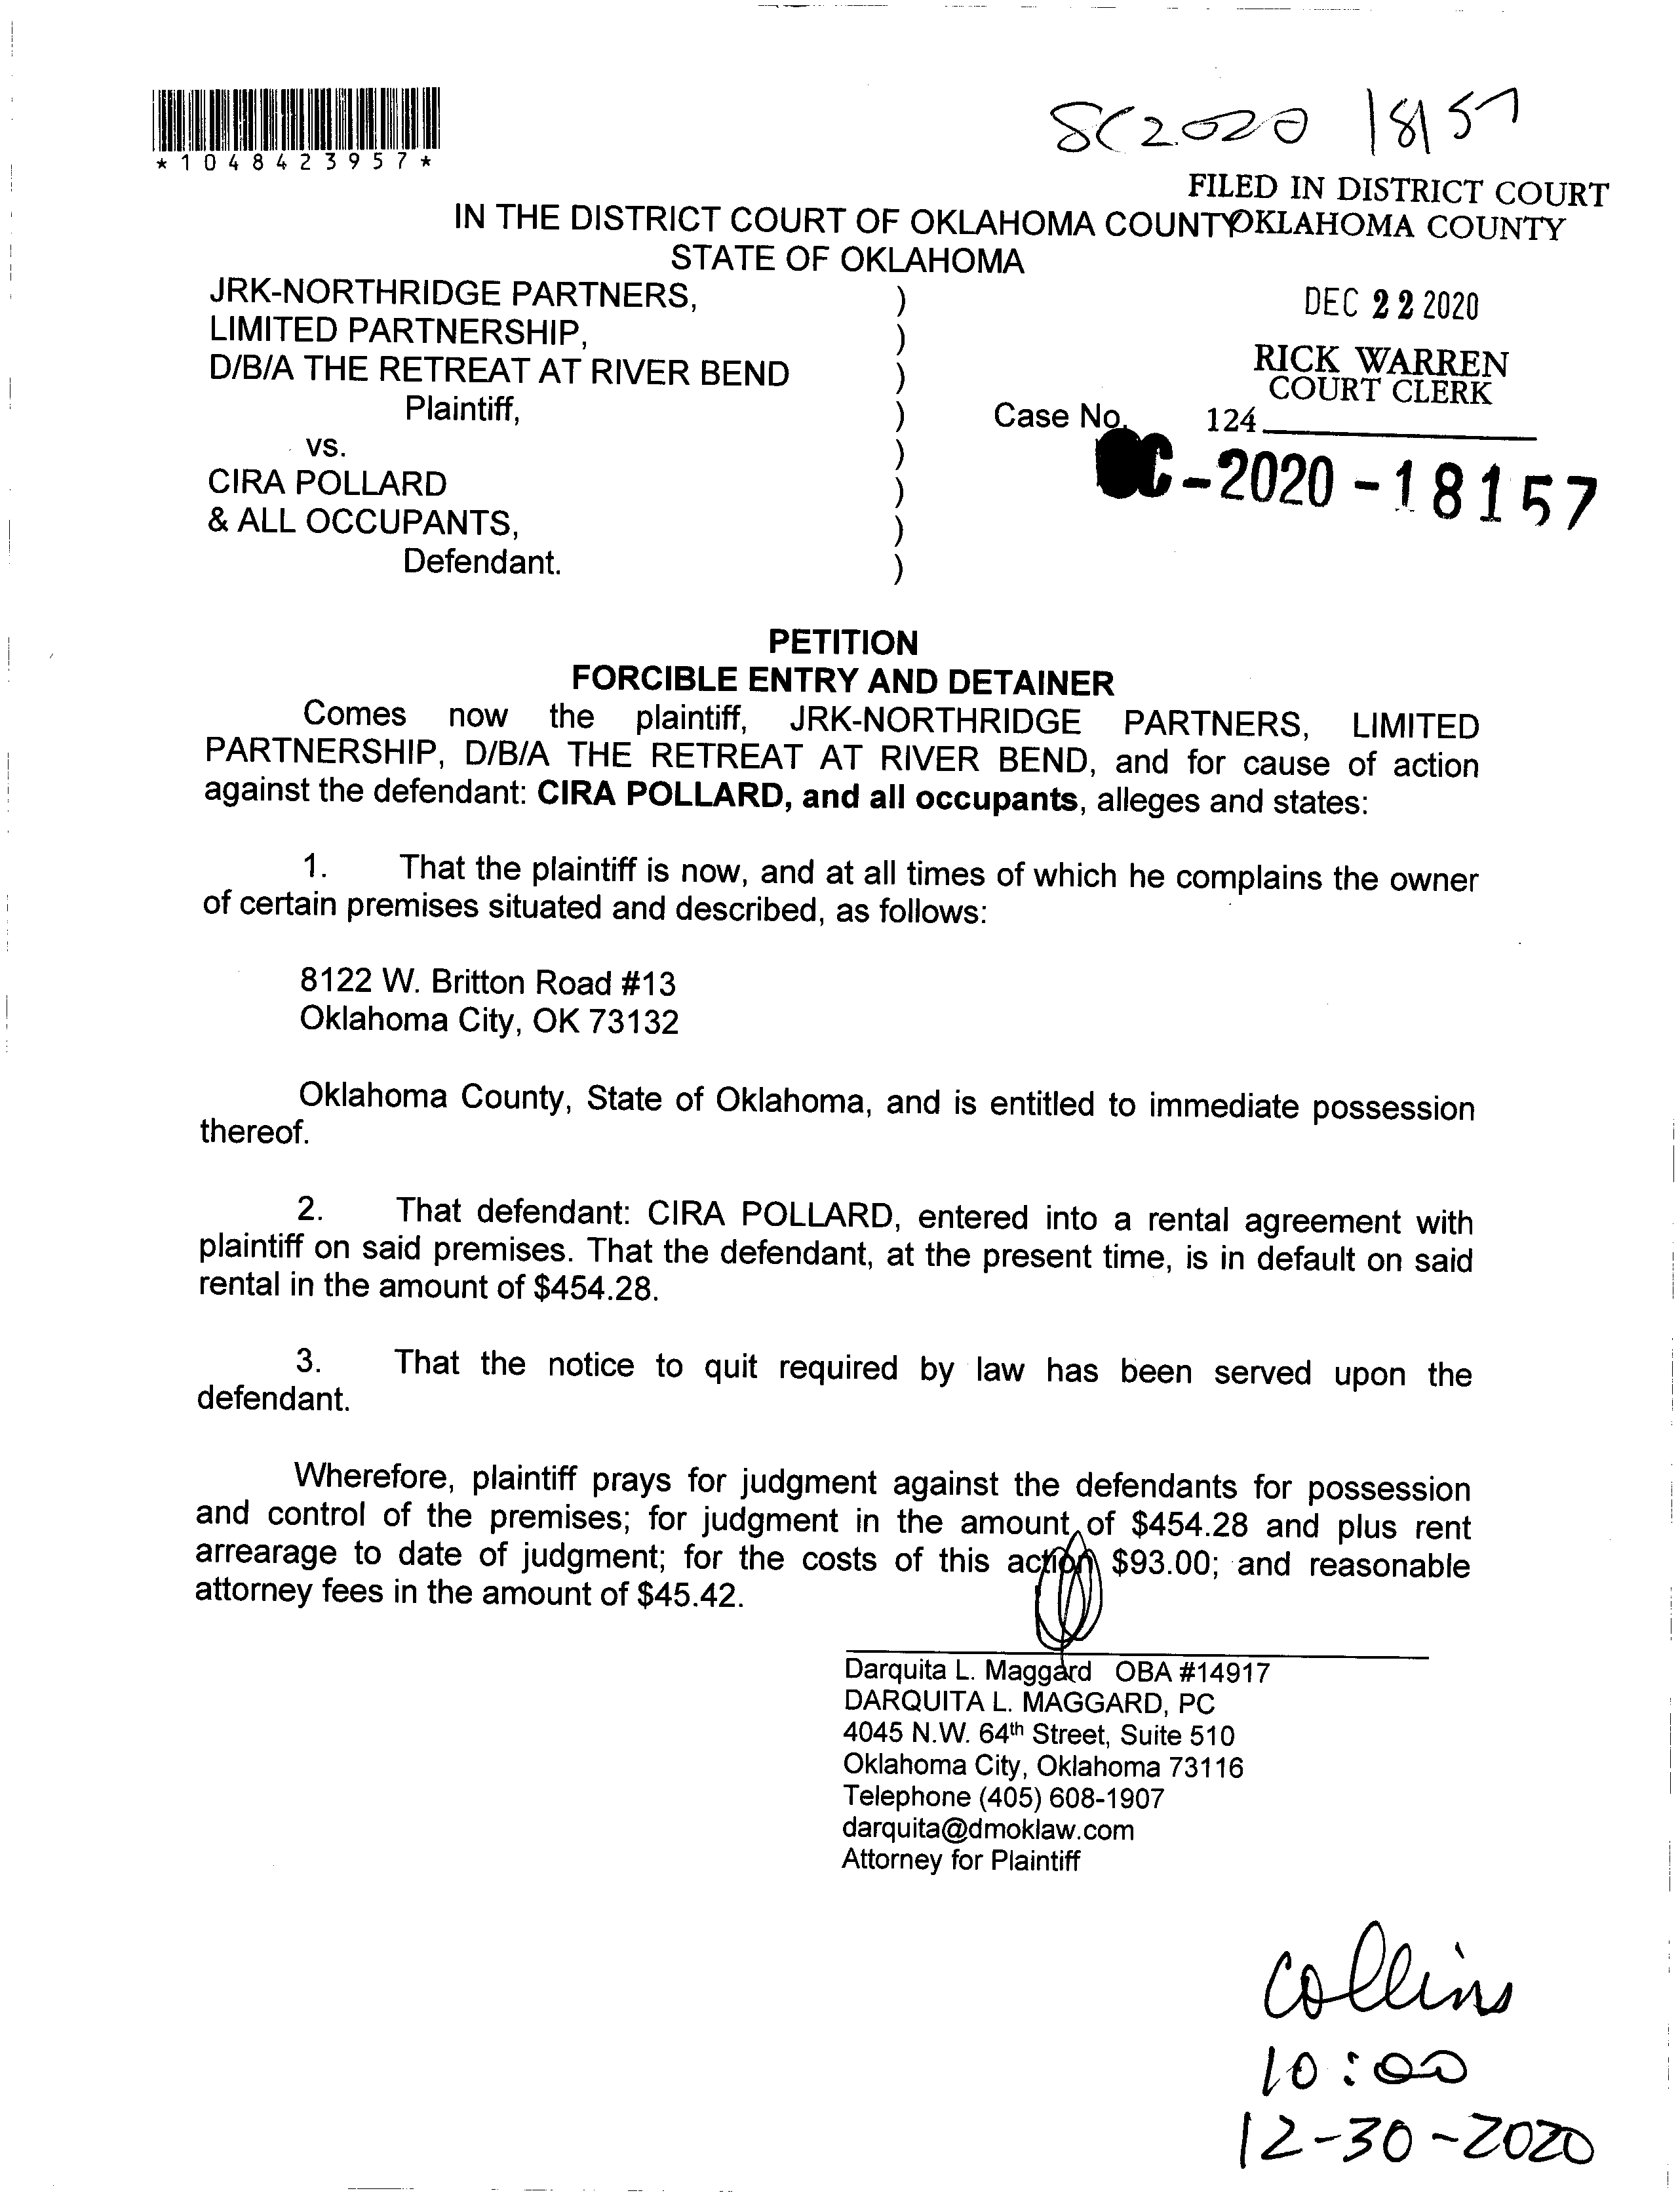 *1048423957*
SC2020 18157
FILED IN DISTRICT COURT
OKLAHOMA COUNTY
IN THE DISTRICT COURT OF OKLAHOMA COUNTY
STATE OF OKLAHOMA
JRK-NORTHRIDGE PARTNERS, )
LIMITED PARTNERSHIP, )
D/B/A THE RETREAT AT RIVER BEND )
Plaintiff, )
vs. )
CIRA POLLARD )
& ALL OCCUPANTS, )
Defendant. )
DEC 22 2020
RICK WARREN
COURT CLERK
Case No. 124
C-2020-18157
PETITION
FORCIBLE ENTRY AND DETAINER
Comes now the plaintiff, JRK-NORTHRIDGE PARTNERS, LIMITED
PARTNERSHIP, D/B/A THE RETREAT AT RIVER BEND, and for cause of action
against the defendant: CIRA POLLARD, and all occupants, alleges and states:
1. That the plaintiff is now, and at all times of which he complains the owner
of certain premises situated and described, as follows:
8122 W. Britton Road #13
Oklahoma City, OK 73132
Oklahoma County, State of Oklahoma, and is entitled to immediate possession
thereof.
2. That defendant: CIRA POLLARD, entered into a rental agreement with
plaintiff on said premises. That the defendant, at the present time, is in default on said
rental in the amount of $454.28.
3. That the notice to quit required by law has been served upon the
defendant.
Wherefore, plaintiff prays for judgment against the defendants for possession
and control of the premises; for judgment in the amount of $454.28 and plus rent
arrearage to date of judgment; for the costs of this action $93.00; and reasonable
attorney fees in the amount of $45.42.
Darquita L. Maggard OBA #14917
DARQUITA L. MAGGARD, PC
4045 N.W. 64th Street, Suite 510
Oklahoma City, Oklahoma 73116
Telephone (405) 608-1907
darquita@dmoklaw.com
Attorney for Plaintiff
Collins
10:00
12-30-2020